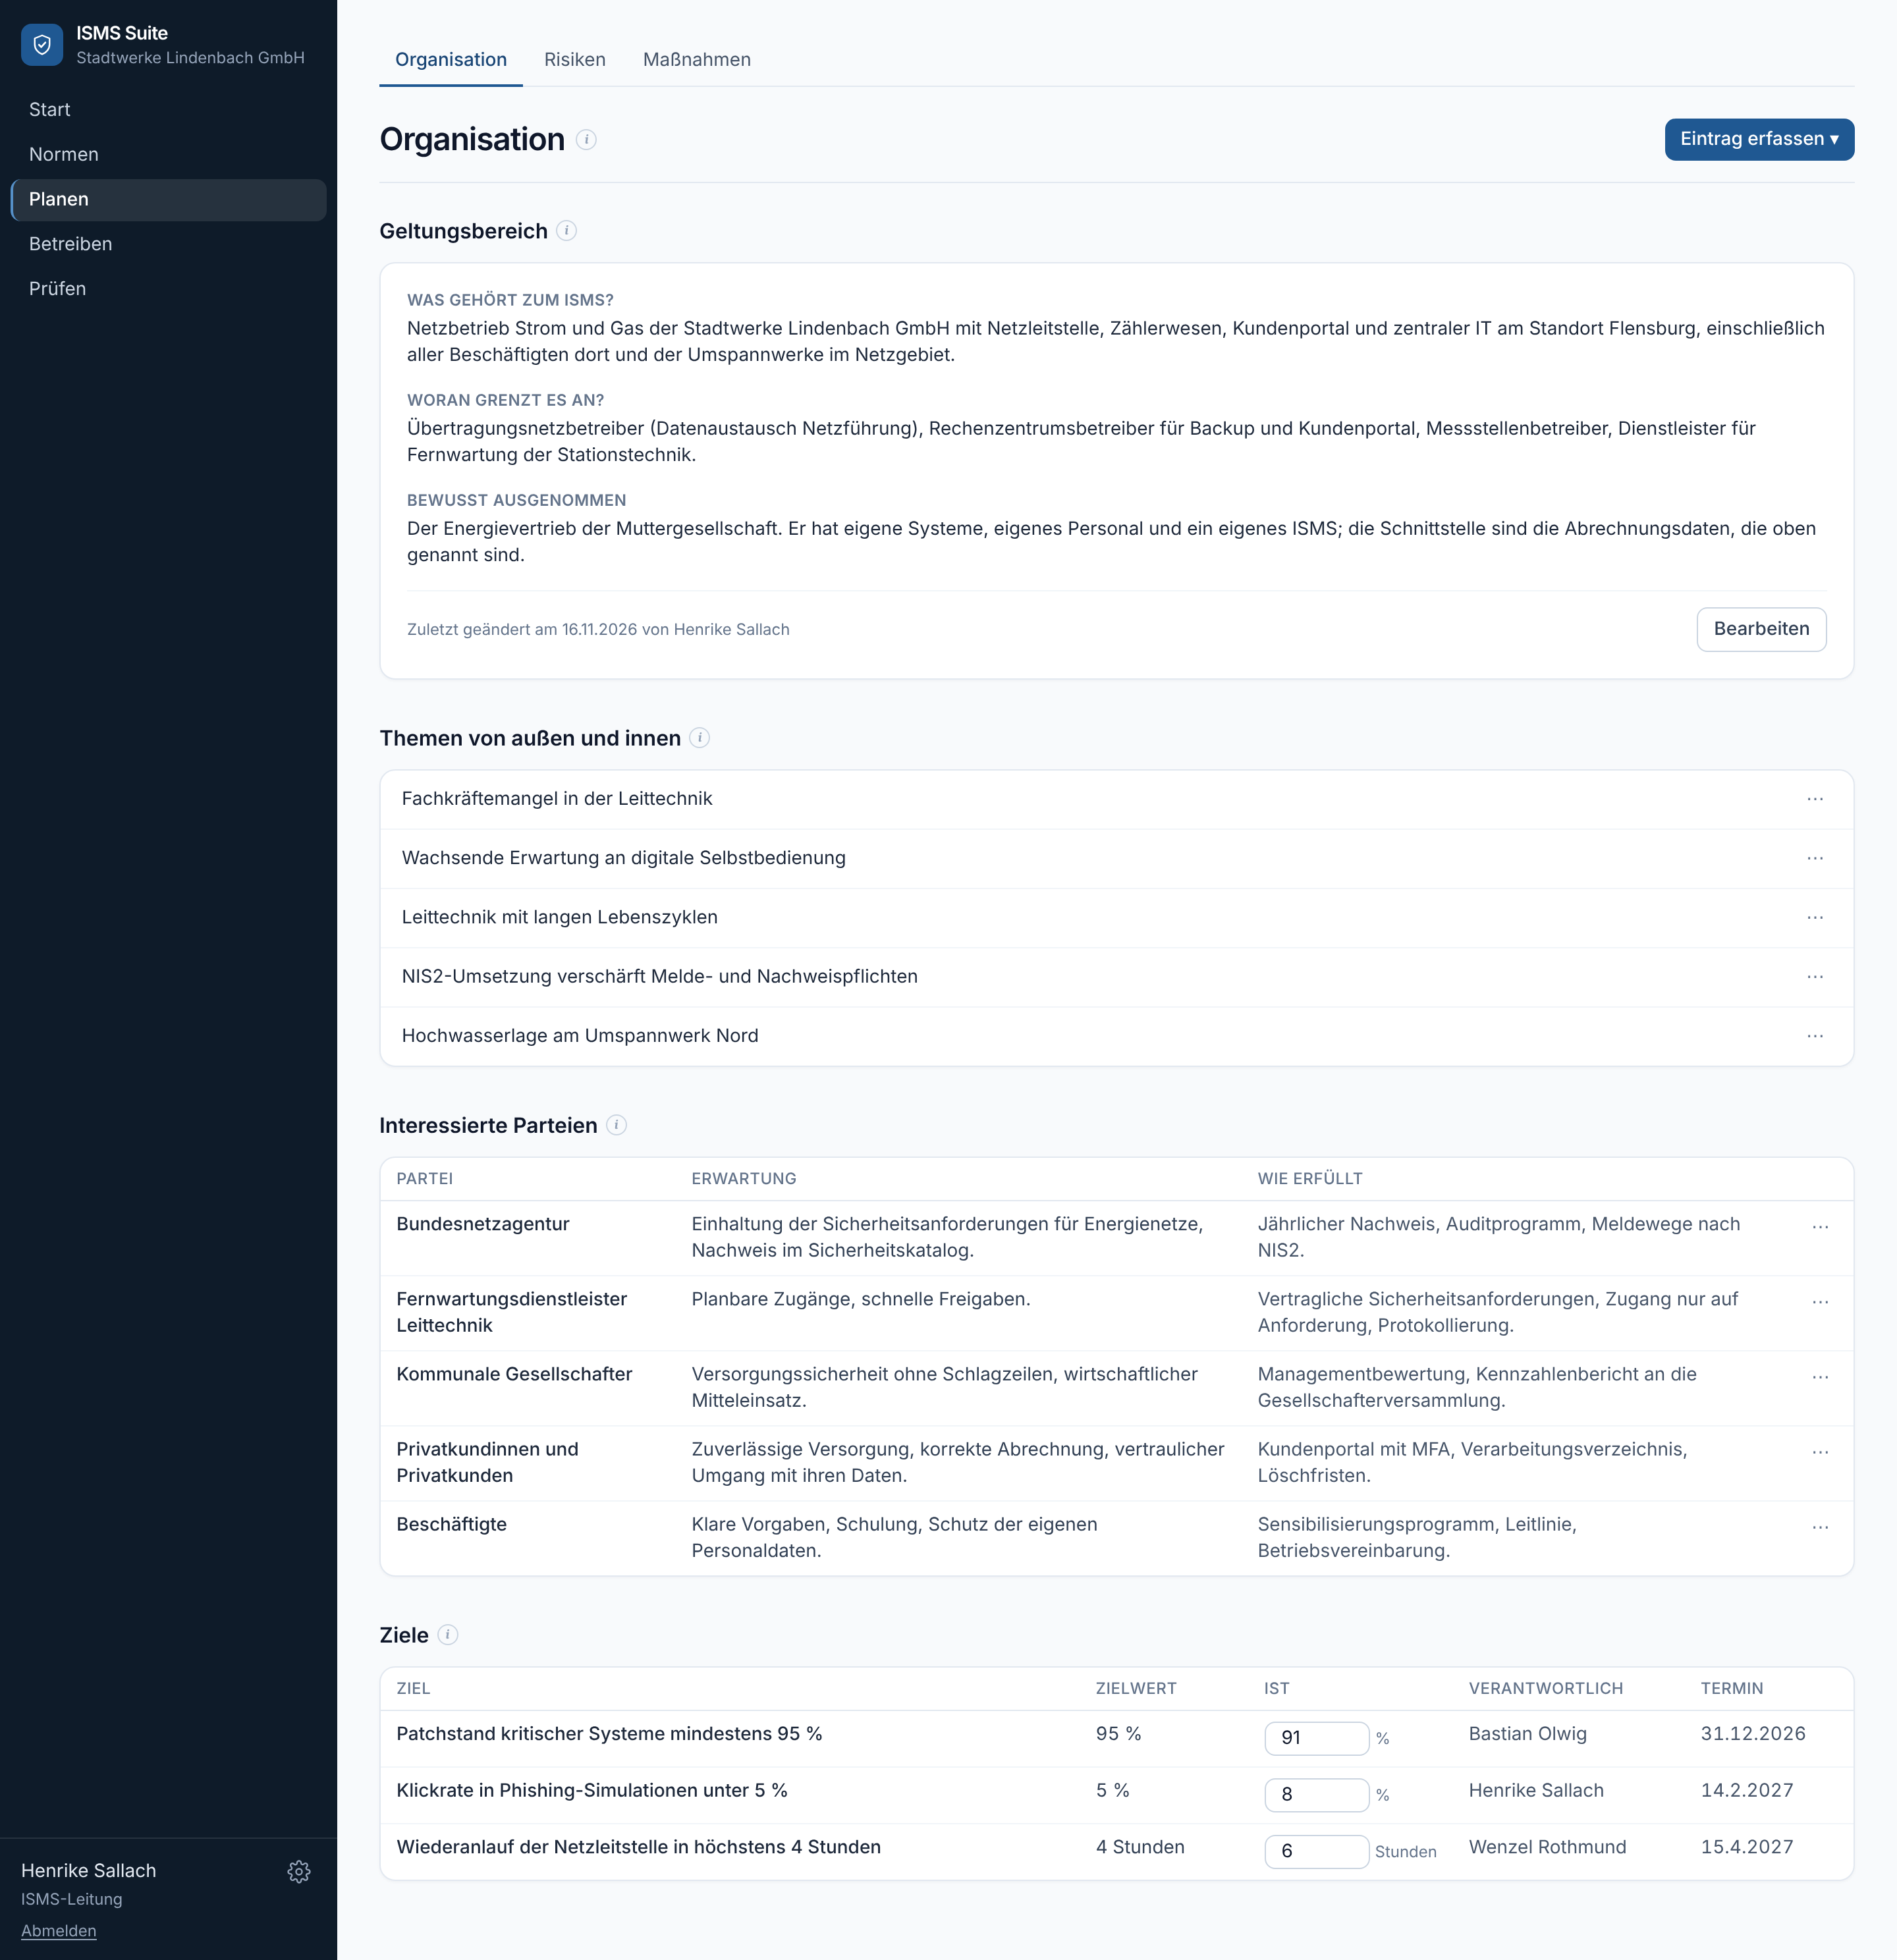 ISMS Suite
Stadtwerke Lindenbach GmbH
Start
Normen
Planen
Betreiben
Prüfen
Henrike Sallach
ISMS-Leitung
Abmelden
Organisation
Risiken
Maßnahmen
Organisation i
Eintrag erfassen ▾
Geltungsbereich i
WAS GEHÖRT ZUM ISMS?
Netzbetrieb Strom und Gas der Stadtwerke Lindenbach GmbH mit Netzleitstelle, Zählerwesen, Kundenportal und zentraler IT am Standort Flensburg, einschließlich
aller Beschäftigten dort und der Umspannwerke im Netzgebiet.
WORAN GRENZT ES AN?
Übertragungsnetzbetreiber (Datenaustausch Netzführung), Rechenzentrumsbetreiber für Backup und Kundenportal, Messstellenbetreiber, Dienstleister für
Fernwartung der Stationstechnik.
BEWUSST AUSGENOMMEN
Der Energievertrieb der Muttergesellschaft. Er hat eigene Systeme, eigenes Personal und ein eigenes ISMS; die Schnittstelle sind die Abrechnungsdaten, die oben
genannt sind.
Zuletzt geändert am 16.11.2026 von Henrike Sallach
Bearbeiten
Themen von außen und innen i
Fachkräftemangel in der Leittechnik ...
Wachsende Erwartung an digitale Selbstbedienung ...
Leittechnik mit langen Lebenszyklen ...
NIS2-Umsetzung verschärft Melde- und Nachweispflichten ...
Hochwasserlage am Umspannwerk Nord ...
Interessierte Parteien i
PARTEI ERWARTUNG WIE ERFÜLLT
Bundesnetzagentur
Einhaltung der Sicherheitsanforderungen für Energienetze,
Nachweis im Sicherheitskatalog.
Jährlicher Nachweis, Auditprogramm, Meldewege nach
NIS2.
...
Fernwartungsdienstleister
Leittechnik
Planbare Zugänge, schnelle Freigaben.
Vertragliche Sicherheitsanforderungen, Zugang nur auf
Anforderung, Protokollierung.
...
Kommunale Gesellschafter
Versorgungssicherheit ohne Schlagzeilen, wirtschaftlicher
Mitteleinsatz.
Managementbewertung, Kennzahlenbericht an die
Gesellschafterversammlung.
...
Privatkundinnen und
Privatkunden
Zuverlässige Versorgung, korrekte Abrechnung, vertraulicher
Umgang mit ihren Daten.
Kundenportal mit MFA, Verarbeitungsverzeichnis,
Löschfristen.
...
Beschäftigte
Klare Vorgaben, Schulung, Schutz der eigenen
Personaldaten.
Sensibilisierungsprogramm, Leitlinie,
Betriebsvereinbarung.
...
Ziele i
ZIEL ZIELWERT IST VERANTWORTLICH TERMIN
Patchstand kritischer Systeme mindestens 95 % 95 % 91 % Bastian Olwig 31.12.2026
Klickrate in Phishing-Simulationen unter 5 % 5 % 8 % Henrike Sallach 14.2.2027
Wiederanlauf der Netzleitstelle in höchstens 4 Stunden 4 Stunden 6 Stunden Wenzel Rothmund 15.4.2027